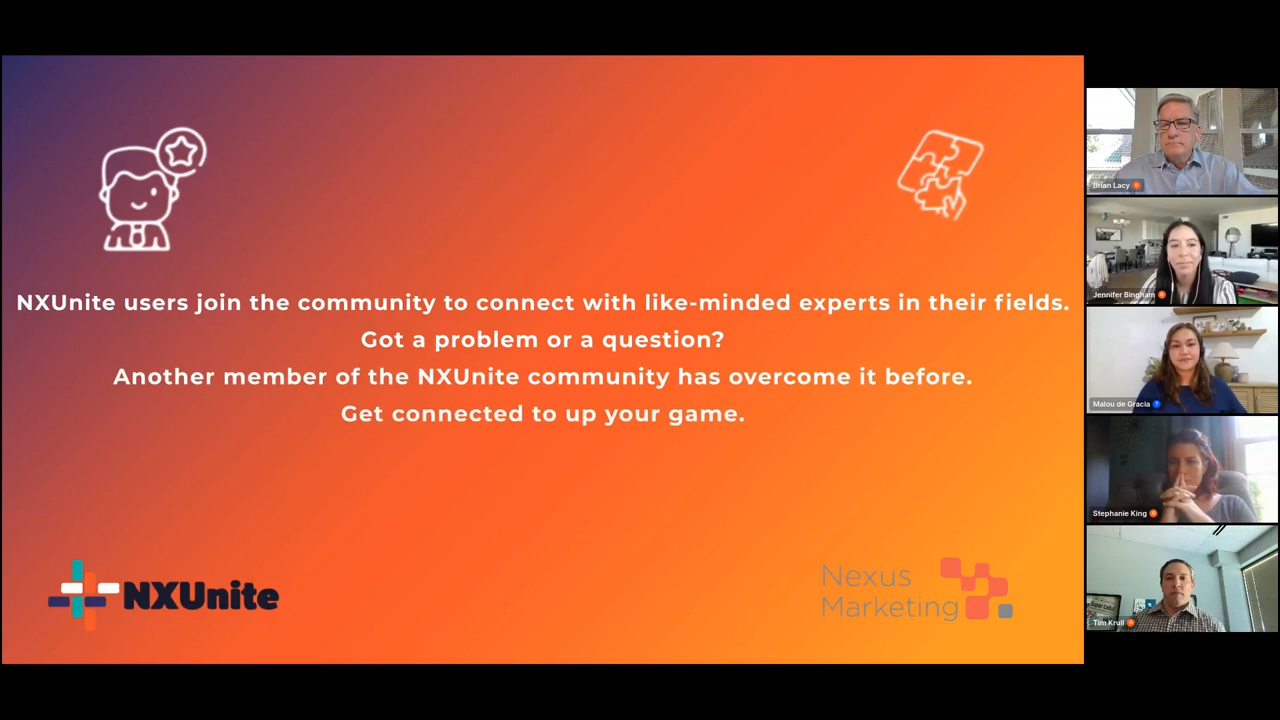 NXUnite users join the community to connect with like-minded experts in their fields.
Got a problem or a question?
Another member of the NXUnite community has overcome it before.
Get connected to up your game.
NXUnite
Nexus
Marketing
Brian Lacy
Jennifer Bingham
Malou de Gracia
Stephanie King
Tim Krull